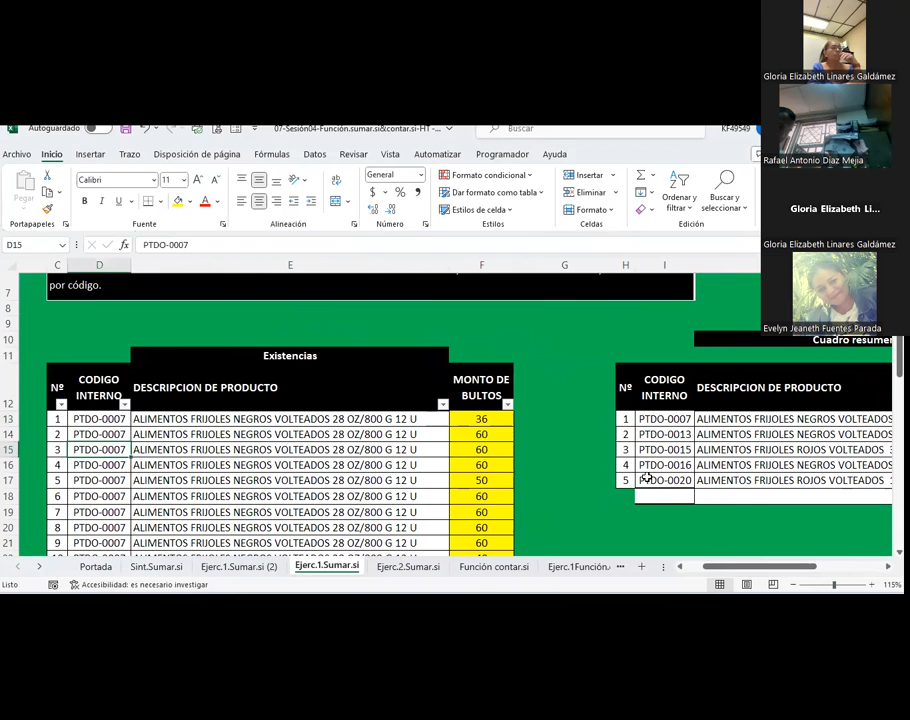 Gloria Elizabeth Linares Galdámez
Rafael Antonio Diaz Mejia
Gloria Elizabeth Li...
Gloria Elizabeth Linares Galdámez
Evelyn Jeaneth Fuentes Parada
Autoguardado
07-Sesión04-Función.sumar.si&contar.si-HT -...
Buscar
KF49549
Archivo Inicio Insertar Trazo Disposición de página Fórmulas Datos Revisar Vista Automatizar Programador Ayuda
Pegar
Calibri 11
N K S
General
$ % 
Formato condicional
Dar formato como tabla
Estilos de celda
Insertar
Eliminar
Formato
Ordenar y filtrar
Buscar y seleccionar
Portapapeles Fuente Alineación Número Estilos Celdas Edición
D15 fx PTDO-0007
C D E F G H I
7 por código.
8
9
10 Cuadro resumer
11 Existencias
12 Nº CODIGO INTERNO DESCRIPCION DE PRODUCTO MONTO DE BULTOS Nº CODIGO INTERNO DESCRIPCION DE PRODUCTO
13 1 PTDO-0007 ALIMENTOS FRIJOLES NEGROS VOLTEADOS 28 OZ/800 G 12 U 36 1 PTDO-0007 ALIMENTOS FRIJOLES NEGROS VOLTEADOS
14 2 PTDO-0007 ALIMENTOS FRIJOLES NEGROS VOLTEADOS 28 OZ/800 G 12 U 60 2 PTDO-0013 ALIMENTOS FRIJOLES NEGROS VOLTEADOS
15 3 PTDO-0007 ALIMENTOS FRIJOLES NEGROS VOLTEADOS 28 OZ/800 G 12 U 60 3 PTDO-0015 ALIMENTOS FRIJOLES ROJOS VOLTEADOS
16 4 PTDO-0007 ALIMENTOS FRIJOLES NEGROS VOLTEADOS 28 OZ/800 G 12 U 60 4 PTDO-0016 ALIMENTOS FRIJOLES NEGROS VOLTEADOS
17 5 PTDO-0007 ALIMENTOS FRIJOLES NEGROS VOLTEADOS 28 OZ/800 G 12 U 50 5 PTDO-0020 ALIMENTOS FRIJOLES ROJOS VOLTEADOS
18 6 PTDO-0007 ALIMENTOS FRIJOLES NEGROS VOLTEADOS 28 OZ/800 G 12 U 60
19 7 PTDO-0007 ALIMENTOS FRIJOLES NEGROS VOLTEADOS 28 OZ/800 G 12 U 60
20 8 PTDO-0007 ALIMENTOS FRIJOLES NEGROS VOLTEADOS 28 OZ/800 G 12 U 60
21 9 PTDO-0007 ALIMENTOS FRIJOLES NEGROS VOLTEADOS 28 OZ/800 G 12 U 60
Portada Sint.Sumar.si Ejerc.1.Sumar.si (2) Ejerc.1.Sumar.si Ejerc.2.Sumar.si Función contar.si Ejerc.1Función. ...
Listo Accesibilidad: es necesario investigar 115%